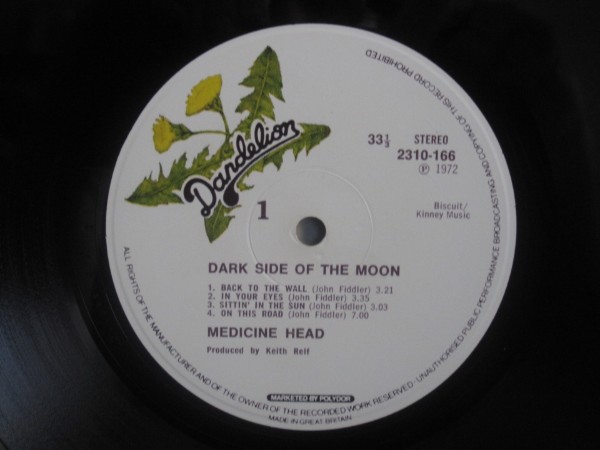 Dandelion
1
33 1/3 STEREO
2310-166
℗ 1972
Biscuit/
Kinney Music
DARK SIDE OF THE MOON
1. BACK TO THE WALL (John Fiddler) 3.21
2. IN YOUR EYES (John Fiddler) 3.35
3. SITTIN' IN THE SUN (John Fiddler) 3.03
4. ON THIS ROAD (John Fiddler) 7.00
MEDICINE HEAD
Produced by Keith Relf
ALL RIGHTS OF THE MANUFACTURER AND OF THE OWNER OF THE RECORDED WORK RESERVED - UNAUTHORISED PUBLIC PERFORMANCE BROADCASTING AND COPYING OF THIS RECORD PROHIBITED
MARKETED BY POLYDOR
MADE IN GREAT BRITAIN